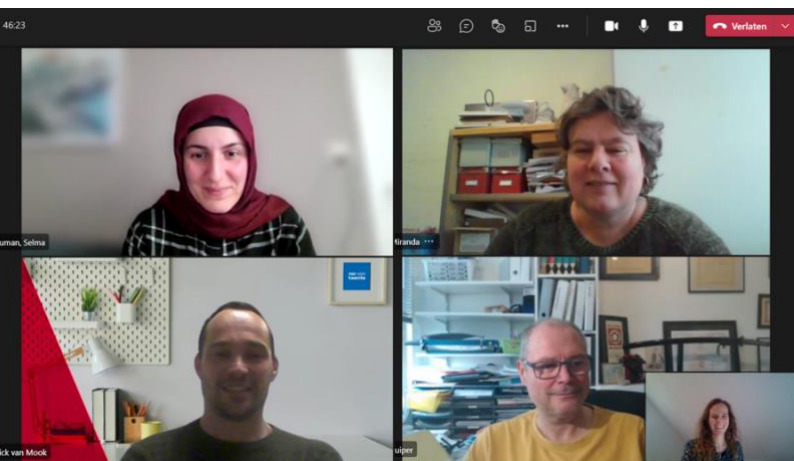 46:23
Verlaten
uman, Selma
Miranda
ick van Mook
uiper